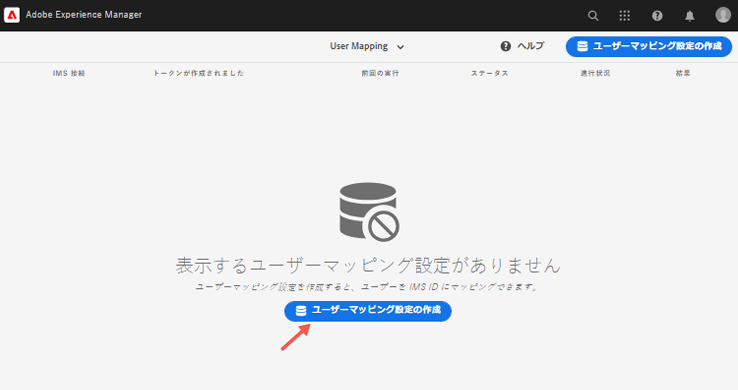 Adobe Experience Manager
User Mapping
ヘルプ
ユーザーマッピング設定の作成
IMS 接続
トークンが作成されました
前回の実行
ステータス
進行状況
結果
表示するユーザーマッピング設定がありません
ユーザーマッピング設定を作成すると、ユーザーを IMS ID にマッピングできます。
ユーザーマッピング設定の作成